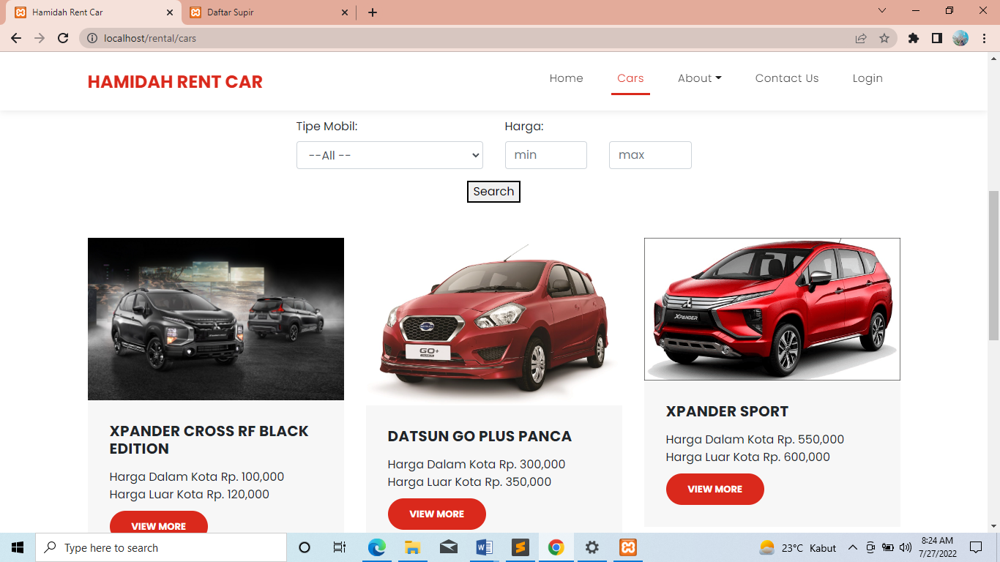 Hamidah Rent Car
Daftar Supir
localhost/rental/cars
HAMIDAH RENT CAR
Home
Cars
About
Contact Us
Login
Tipe Mobil:
Harga:
--All --
min
max
Search
GO+
XPANDER
XPANDER CROSS RF BLACK
EDITION
Harga Dalam Kota Rp. 100,000
Harga Luar Kota Rp. 120,000
VIEW MORE
DATSUN GO PLUS PANCA
Harga Dalam Kota Rp. 300,000
Harga Luar Kota Rp. 350,000
VIEW MORE
XPANDER SPORT
Harga Dalam Kota Rp. 550,000
Harga Luar Kota Rp. 600,000
VIEW MORE
Type here to search
23°C Kabut
8:24 AM
7/27/2022